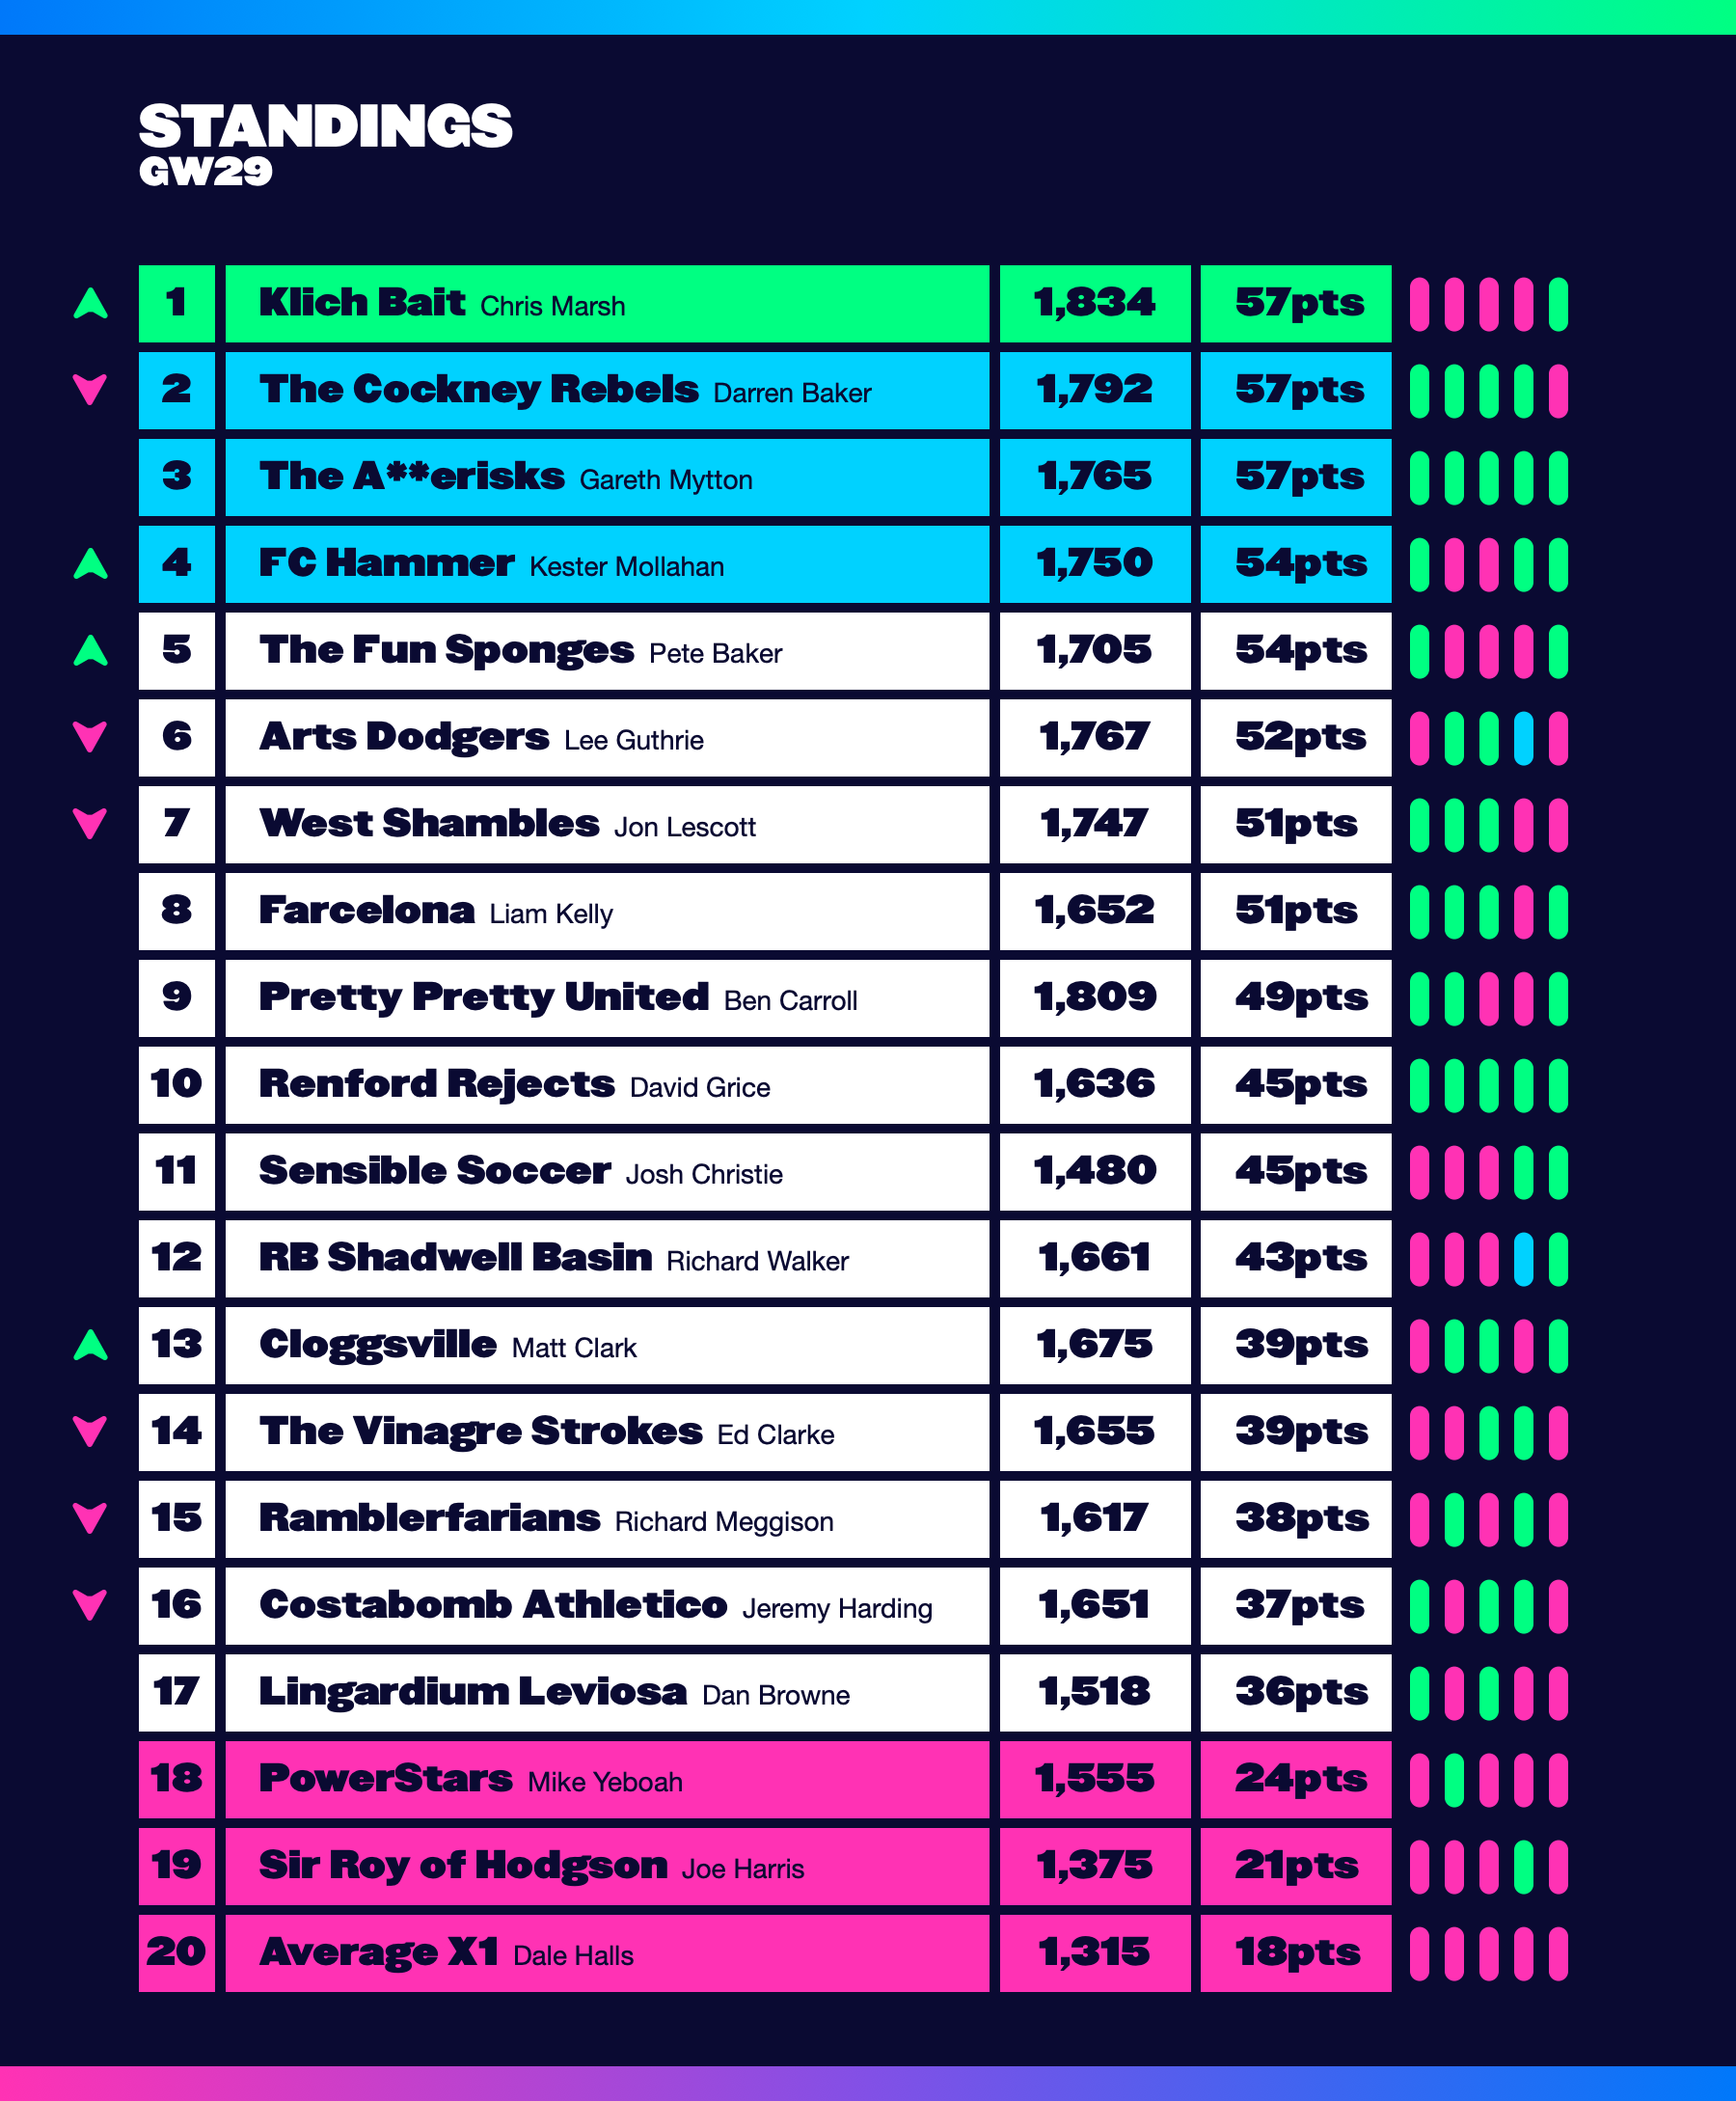 STANDINGS
GW29
1 Klich Bait Chris Marsh 1,834 57pts
2 The Cockney Rebels Darren Baker 1,792 57pts
3 The A**erisks Gareth Mytton 1,765 57pts
4 FC Hammer Kester Mollahan 1,750 54pts
5 The Fun Sponges Pete Baker 1,705 54pts
6 Arts Dodgers Lee Guthrie 1,767 52pts
7 West Shambles Jon Lescott 1,747 51pts
8 Farcelona Liam Kelly 1,652 51pts
9 Pretty Pretty United Ben Carroll 1,809 49pts
10 Renford Rejects David Grice 1,636 45pts
11 Sensible Soccer Josh Christie 1,480 45pts
12 RB Shadwell Basin Richard Walker 1,661 43pts
13 Cloggsville Matt Clark 1,675 39pts
14 The Vinagre Strokes Ed Clarke 1,655 39pts
15 Ramblerfarians Richard Meggison 1,617 38pts
16 Costabomb Athletico Jeremy Harding 1,651 37pts
17 Lingardium Leviosa Dan Browne 1,518 36pts
18 PowerStars Mike Yeboah 1,555 24pts
19 Sir Roy of Hodgson Joe Harris 1,375 21pts
20 Average X1 Dale Halls 1,315 18pts